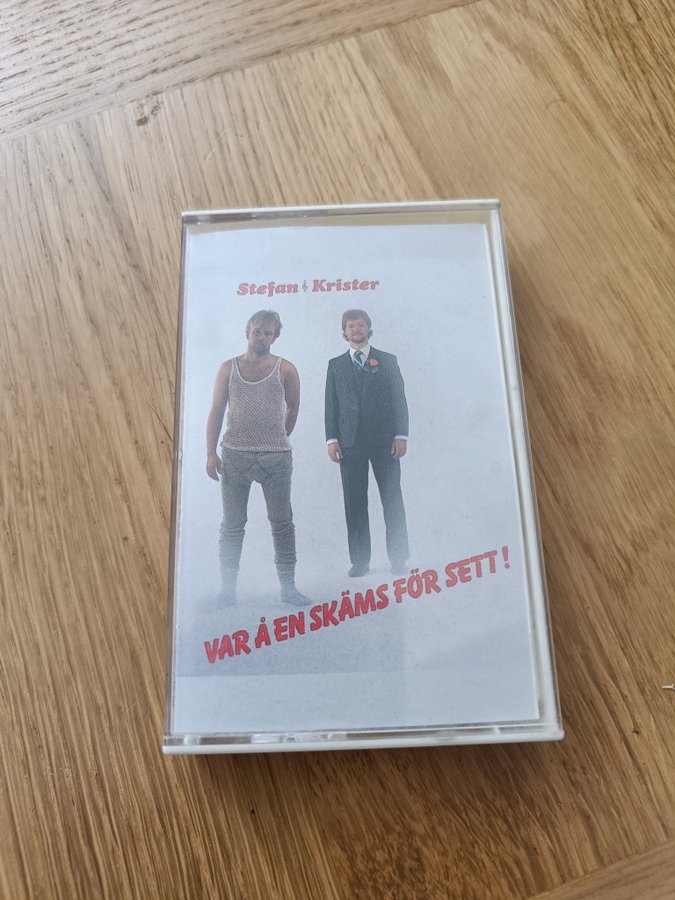 Stefan & Krister
VAR Å EN SKÄMS FÖR SETT!